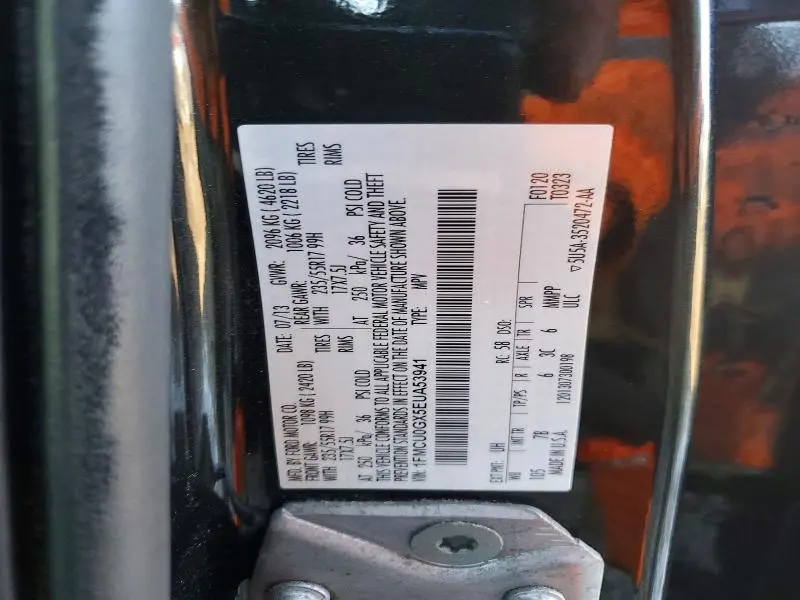 MFG. BY FORD MOTOR CO.
DATE: 07/13 GVWR: 2096 KG ( 4620 LB)
FRONT GAWR: 1098 KG ( 2420 LB) REAR GAWR: 1006 KG ( 2218 LB)
WITH 235/55R17 99H TIRES WITH 235/55R17 99H TIRES
17X7.5J RIMS 17X7.5J RIMS
AT 250 kPa/ 36 PSI COLD AT 250 kPa/ 36 PSI COLD
THIS VEHICLE CONFORMS TO ALL APPLICABLE FEDERAL MOTOR VEHICLE SAFETY AND THEFT
PREVENTION STANDARDS IN EFFECT ON THE DATE OF MANUFACTURE SHOWN ABOVE.
VIN: 1FMCU0GX5EUA53941 TYPE: MPV
F0120
T0323
EXT PNT: UH RC: 58 DSO:
WB INT TR TP/PS R AXLE TR SPR
105 7B 6 3C 6 MMPP
ULC
MADE IN U.S.A. 1201307300198
▽5U5A-3520472-AA